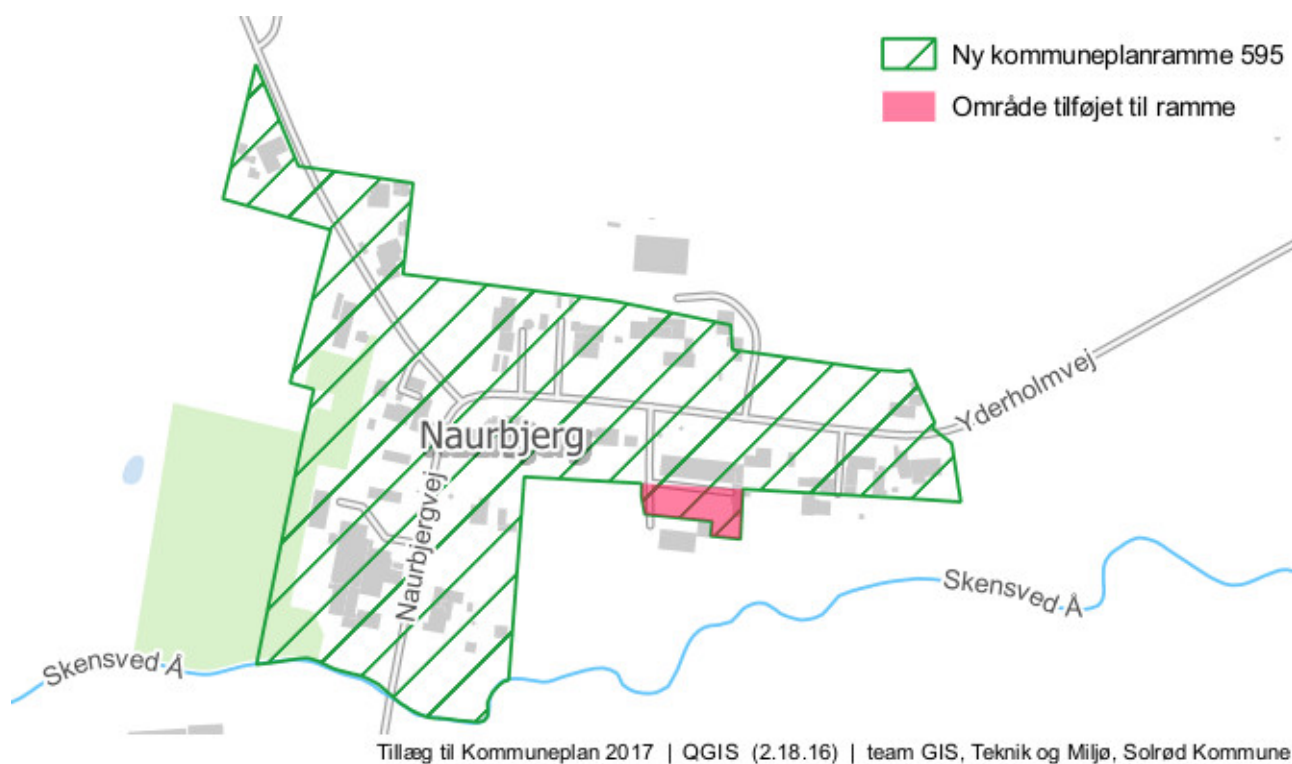 Ny kommuneplanramme 595
Område tilføjet til ramme
Yderholmvej
Naurbjerg
Naurbjergvej
Skensved Å
Skensved Å
Tillæg til Kommuneplan 2017 | QGIS (2.18.16) | team GIS, Teknik og Miljø, Solrød Kommune